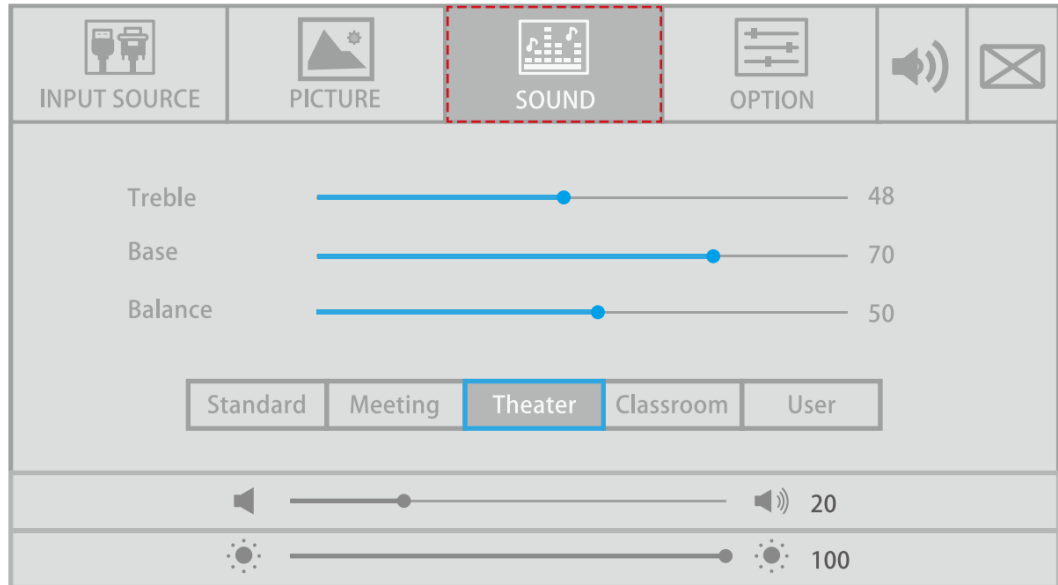 INPUT SOURCE PICTURE SOUND OPTION
Treble 48
Base 70
Balance 50
Standard Meeting Theater Classroom User
20
100